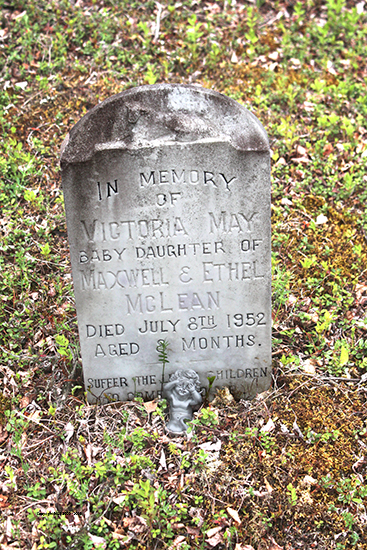 IN MEMORY
OF
VICTORIA MAY
BABY DAUGHTER OF
MAXWELL & ETHEL
MCLEAN
DIED JULY 8TH 1952
AGED MONTHS.
SUFFER THE CHILDREN